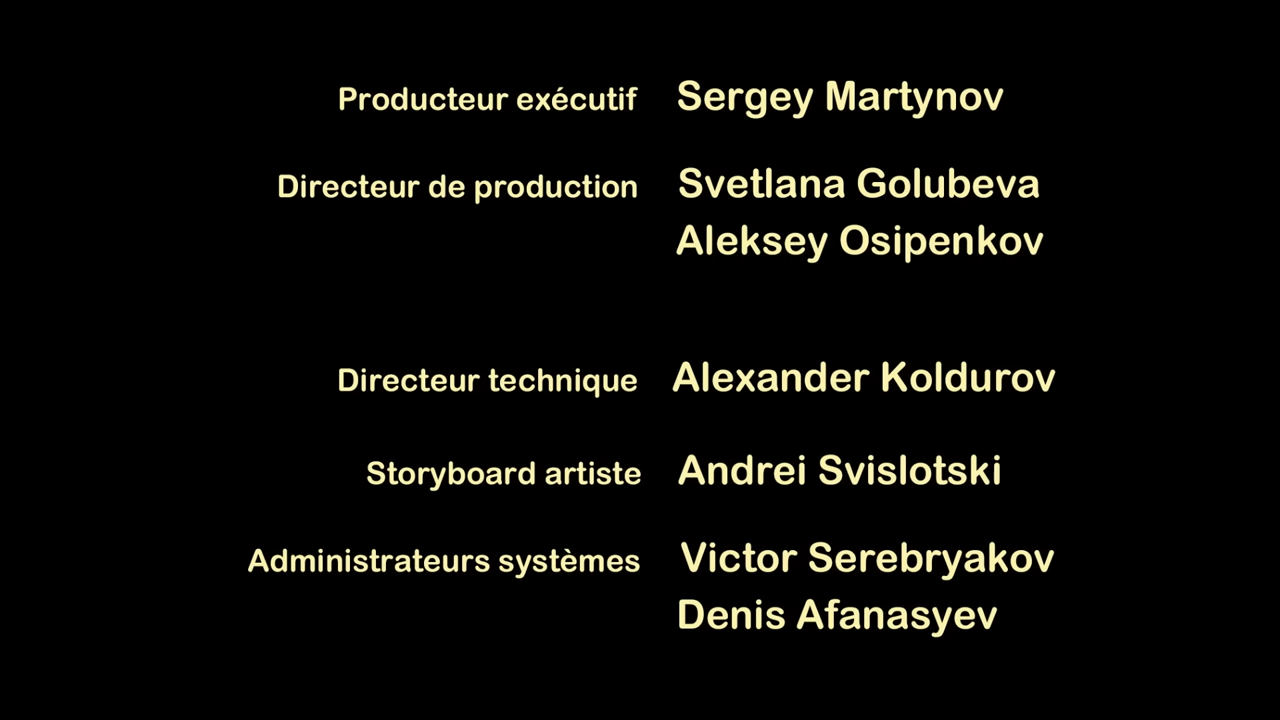 Producteur exécutif Sergey Martynov
Directeur de production Svetlana Golubeva
Aleksey Osipenkov
Directeur technique Alexander Koldurov
Storyboard artiste Andrei Svislotski
Administrateurs systèmes Victor Serebryakov
Denis Afanasyev